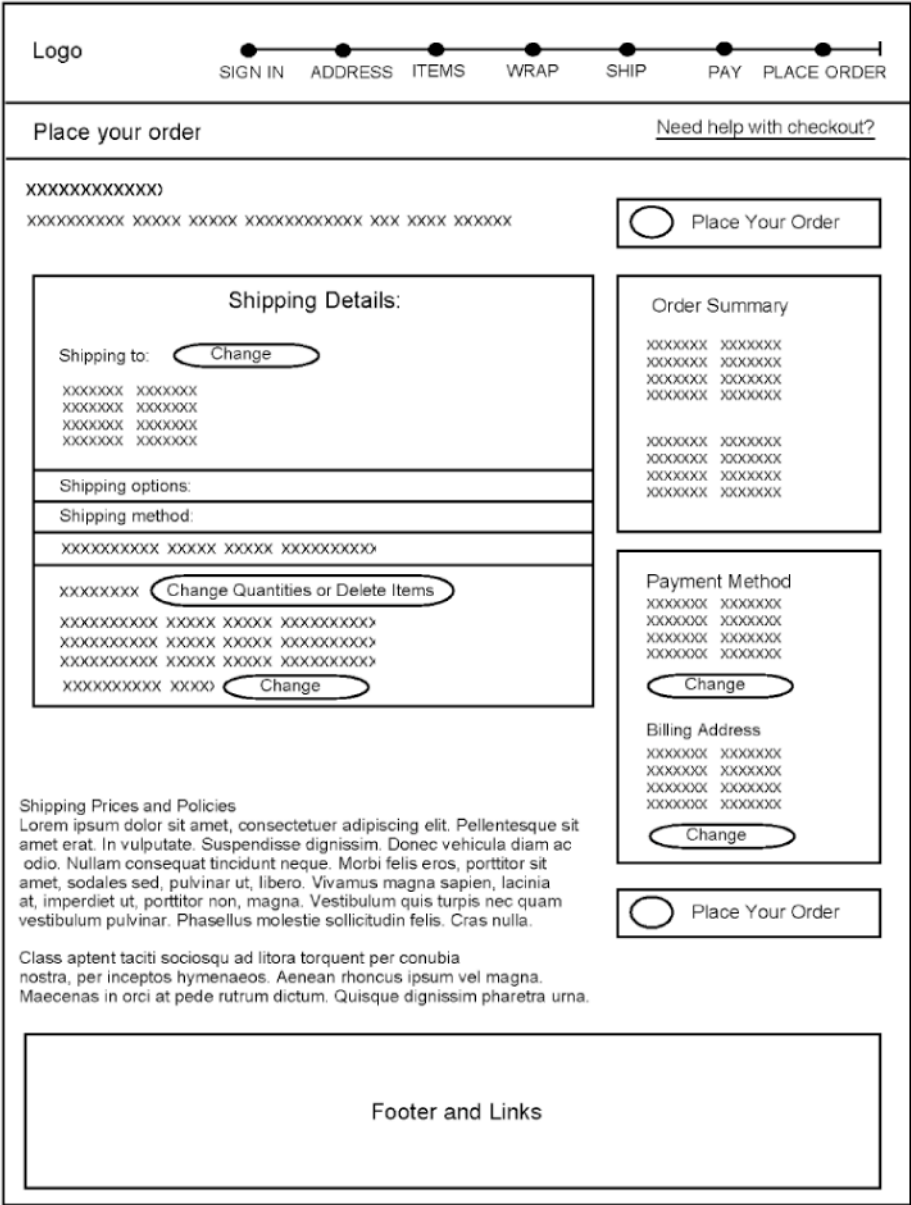 Logo
SIGN IN ADDRESS ITEMS WRAP SHIP PAY PLACE ORDER
Place your order
Need help with checkout?
XXXXXXXXXXXX
XXXXXXXXXX XXXXX XXXXX XXXXXXXXXXXX XXX XXXX XXXXXX
Place Your Order
Shipping Details:
Shipping to: Change
XXXXXXX XXXXXXX
XXXXXXX XXXXXXX
XXXXXXX XXXXXXX
XXXXXXX XXXXXXX
Shipping options:
Shipping method:
XXXXXXXXXX XXXXX XXXXX XXXXXXXXXX
XXXXXXXX Change Quantities or Delete Items
XXXXXXXXXX XXXXX XXXXX XXXXXXXXXX
XXXXXXXXXX XXXXX XXXXX XXXXXXXXXX
XXXXXXXXXX XXXXX XXXXX XXXXXXXXXX
XXXXXXXXXX XXXX Change
Order Summary
XXXXXXX XXXXXXX
XXXXXXX XXXXXXX
XXXXXXX XXXXXXX
XXXXXXX XXXXXXX
XXXXXXX XXXXXXX
XXXXXXX XXXXXXX
XXXXXXX XXXXXXX
XXXXXXX XXXXXXX
Payment Method
XXXXXXX XXXXXXX
XXXXXXX XXXXXXX
XXXXXXX XXXXXXX
XXXXXXX XXXXXXX
Change
Billing Address
XXXXXXX XXXXXXX
XXXXXXX XXXXXXX
XXXXXXX XXXXXXX
XXXXXXX XXXXXXX
Change
Place Your Order
Shipping Prices and Policies
Lorem ipsum dolor sit amet, consectetuer adipiscing elit. Pellentesque sit
amet erat. In vulputate. Suspendisse dignissim. Donec vehicula diam ac
odio. Nullam consequat tincidunt neque. Morbi felis eros, porttitor sit
amet, sodales sed, pulvinar ut, libero. Vivamus magna sapien, lacinia
at, imperdiet ut, porttitor non, magna. Vestibulum quis turpis nec quam
vestibulum pulvinar. Phasellus molestie sollicitudin felis. Cras nulla.
Class aptent taciti sociosqu ad litora torquent per conubia
nostra, per inceptos hymenaeos. Aenean rhoncus ipsum vel magna.
Maecenas in orci at pede rutrum dictum. Quisque dignissim pharetra urna.
Footer and Links